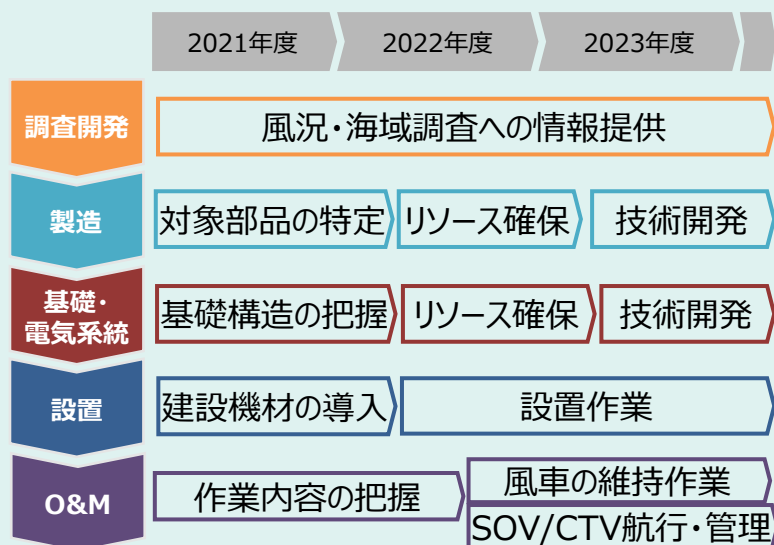 2021年度 2022年度 2023年度
調査開発
風況・海域調査への情報提供
製造
対象部品の特定 リソース確保 技術開発
基礎・
電気系統
基礎構造の把握 リソース確保 技術開発
設置
建設機材の導入 設置作業
O&M
作業内容の把握
風車の維持作業
SOV/CTV航行・管理